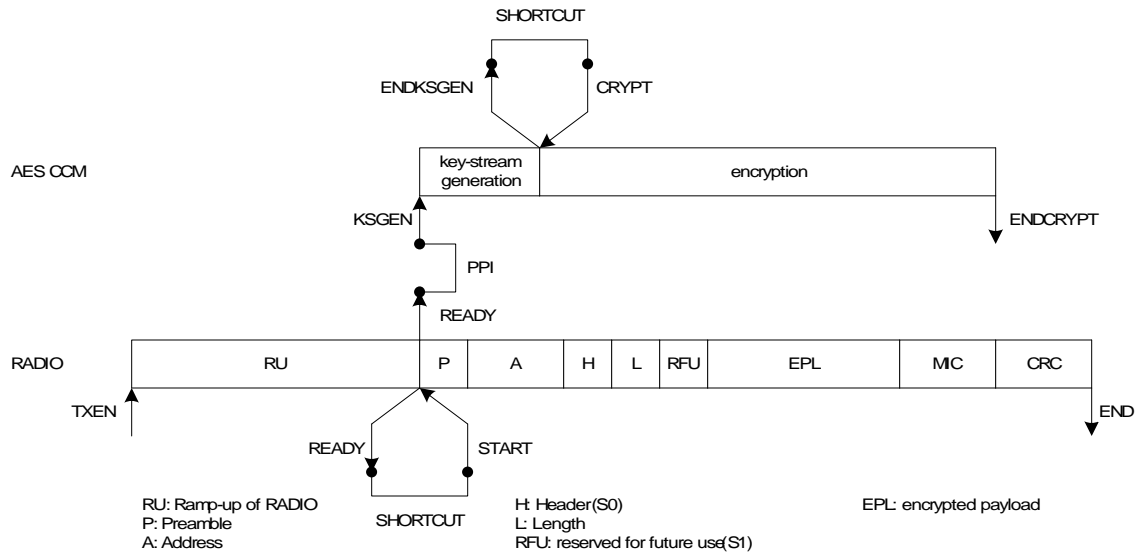 SHORTCUT
ENDKSGEN
CRYPT
AES CCM
key-stream
generation
encryption
KSGEN
ENDCRYPT
PPI
READY
RADIO
RU
P
A
H
L
RFU
EPL
MIC
CRC
TXEN
END
READY
START
SHORTCUT
RU: Ramp-up of RADIO
P: Preamble
A: Address
H: Header(S0)
L: Length
RFU: reserved for future use(S1)
EPL: encrypted payload